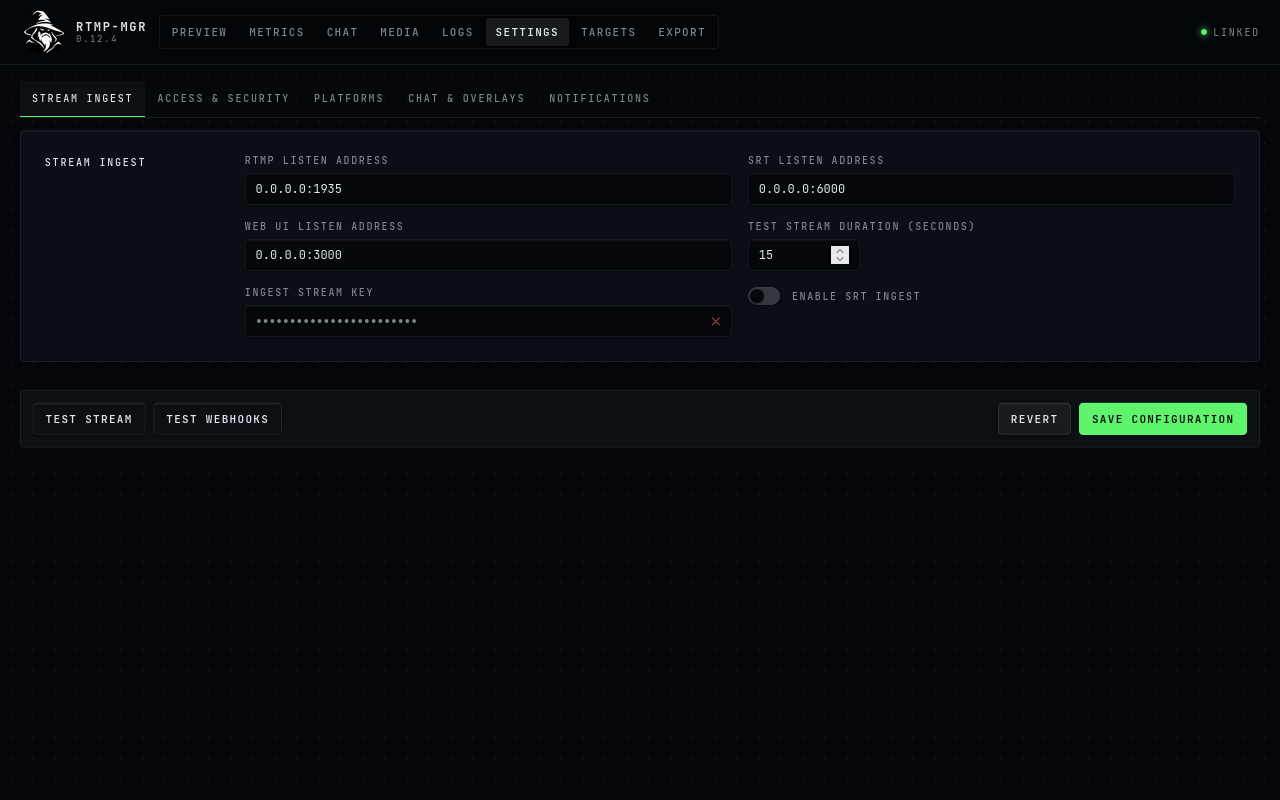 RTMP-MGR
0.12.4
PREVIEW METRICS CHAT MEDIA LOGS SETTINGS TARGETS EXPORT
LINKED
STREAM INGEST ACCESS & SECURITY PLATFORMS CHAT & OVERLAYS NOTIFICATIONS
STREAM INGEST
RTMP LISTEN ADDRESS
0.0.0.0:1935
SRT LISTEN ADDRESS
0.0.0.0:6000
WEB UI LISTEN ADDRESS
0.0.0.0:3000
TEST STREAM DURATION (SECONDS)
15
INGEST STREAM KEY
••••••••••••••••••••••••
ENABLE SRT INGEST
TEST STREAM TEST WEBHOOKS REVERT SAVE CONFIGURATION